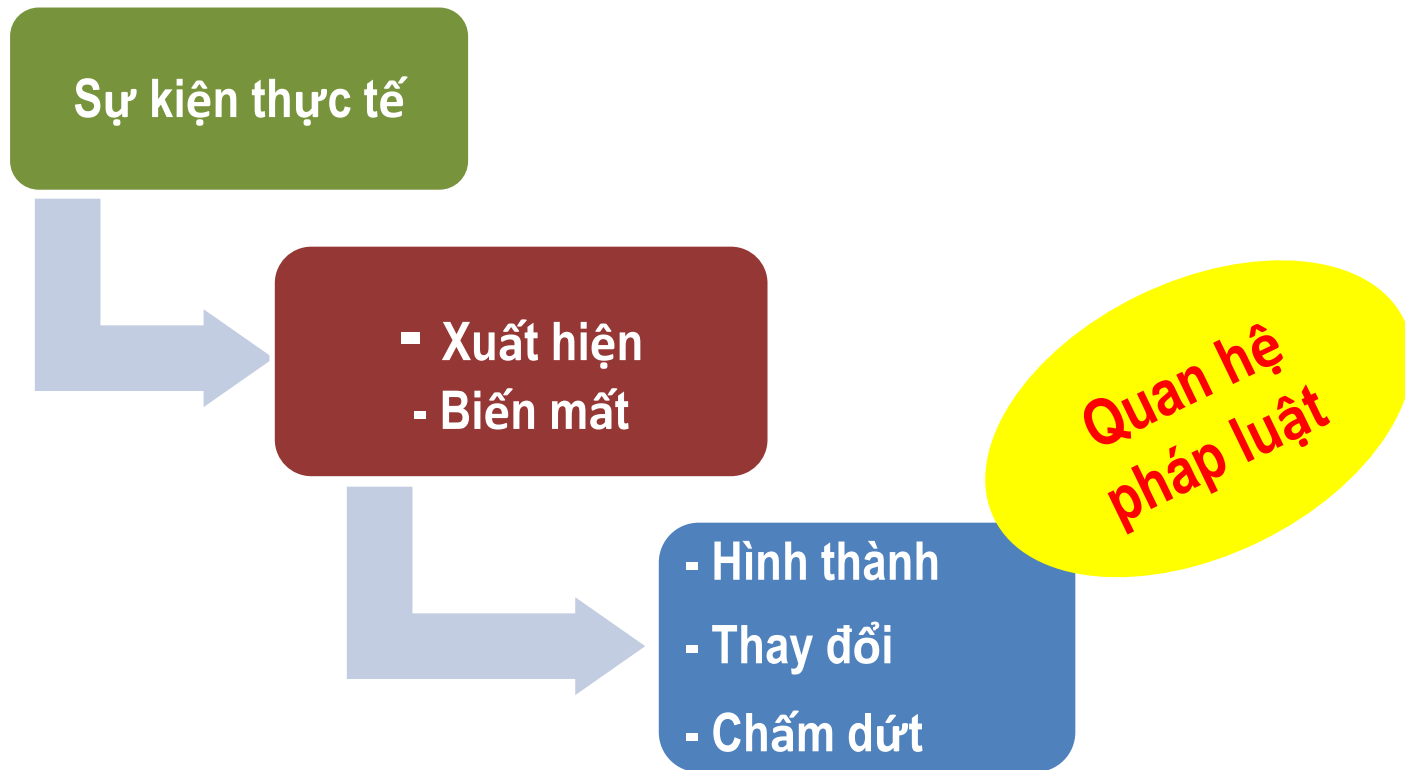 Sự kiện thực tế
- Xuất hiện
- Biến mất
Quan hệ
pháp luật
- Hình thành
- Thay đổi
- Chấm dứt